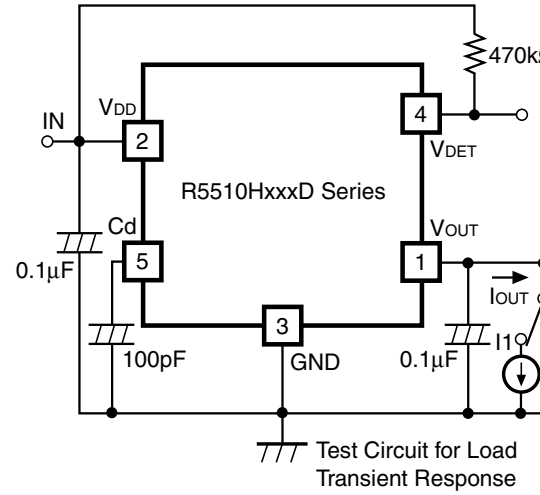 470k
VDD
IN
2
4
VDET
R5510HxxxD Series
Cd
VOUT
5
1
0.1µF
IOUT
3
I1
100pF
GND
0.1µF
Test Circuit for Load
Transient Response